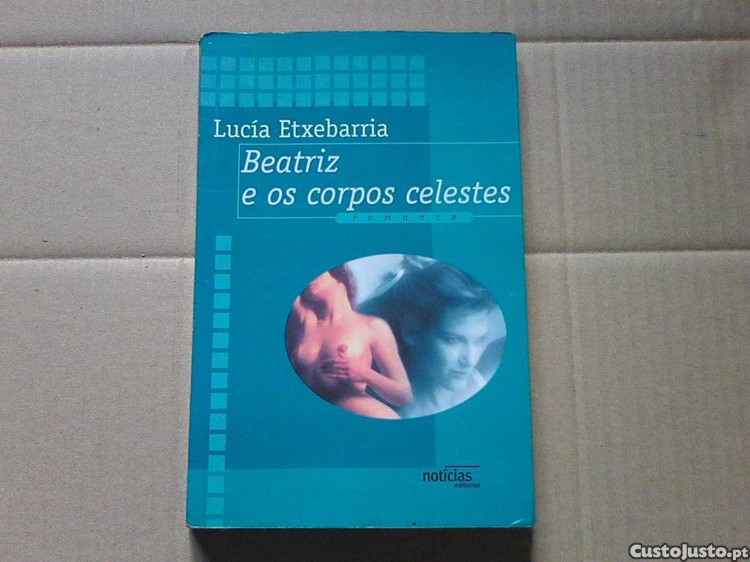 Lucía Etxebarria
Beatriz
e os corpos celestes
romance
notícias
editorial
CustoJusto.pt